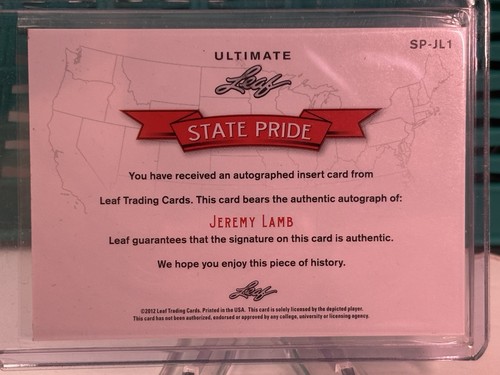 SP-JL1
ULTIMATE
Leaf
STATE PRIDE
You have received an autographed insert card from
Leaf Trading Cards. This card bears the authentic autograph of:
JEREMY LAMB
Leaf guarantees that the signature on this card is authentic.
We hope you enjoy this piece of history.
Leaf
©2012 Leaf Trading Cards. Printed in the USA. This card is solely licensed by the depicted player.
This card has not been authorized, endorsed or approved by any college, university or licensing agency.